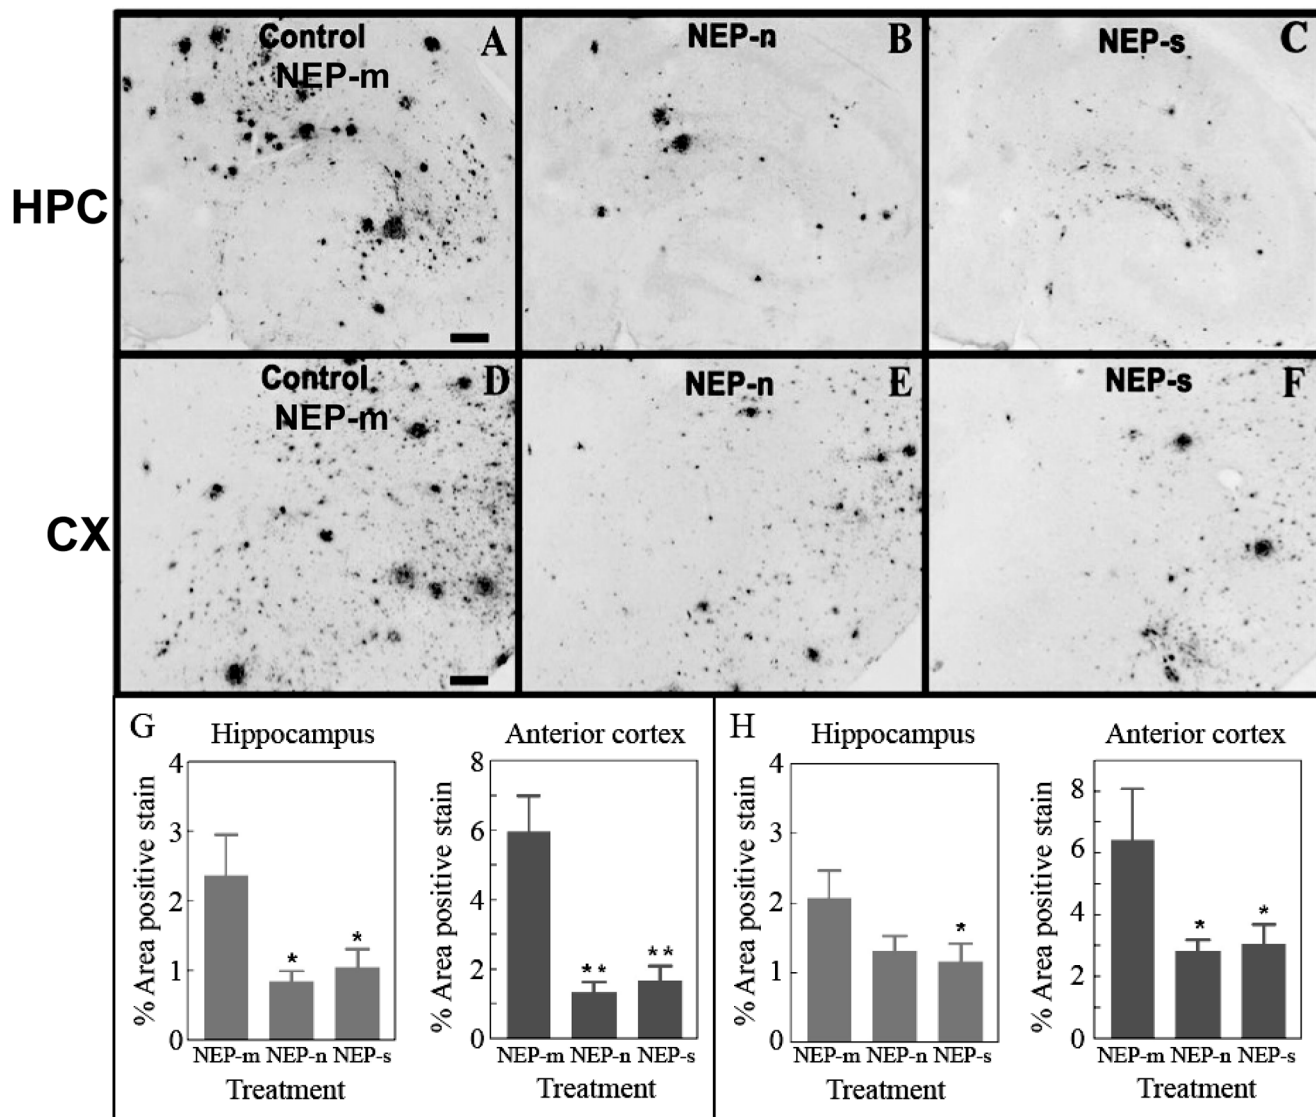 Control
NEP-m
A
NEP-n
B
NEP-s
C
HPC
Control
NEP-m
D
NEP-n
E
NEP-s
F
CX
G
Hippocampus
% Area positive stain
4
3
2
1
0
*
*
NEP-m NEP-n NEP-s
Treatment
Anterior cortex
% Area positive stain
8
6
4
2
0
**
**
NEP-m NEP-n NEP-s
Treatment
H
Hippocampus
% Area positive stain
4
3
2
1
0
*
NEP-m NEP-n NEP-s
Treatment
Anterior cortex
% Area positive stain
8
6
4
2
0
*
*
NEP-m NEP-n NEP-s
Treatment